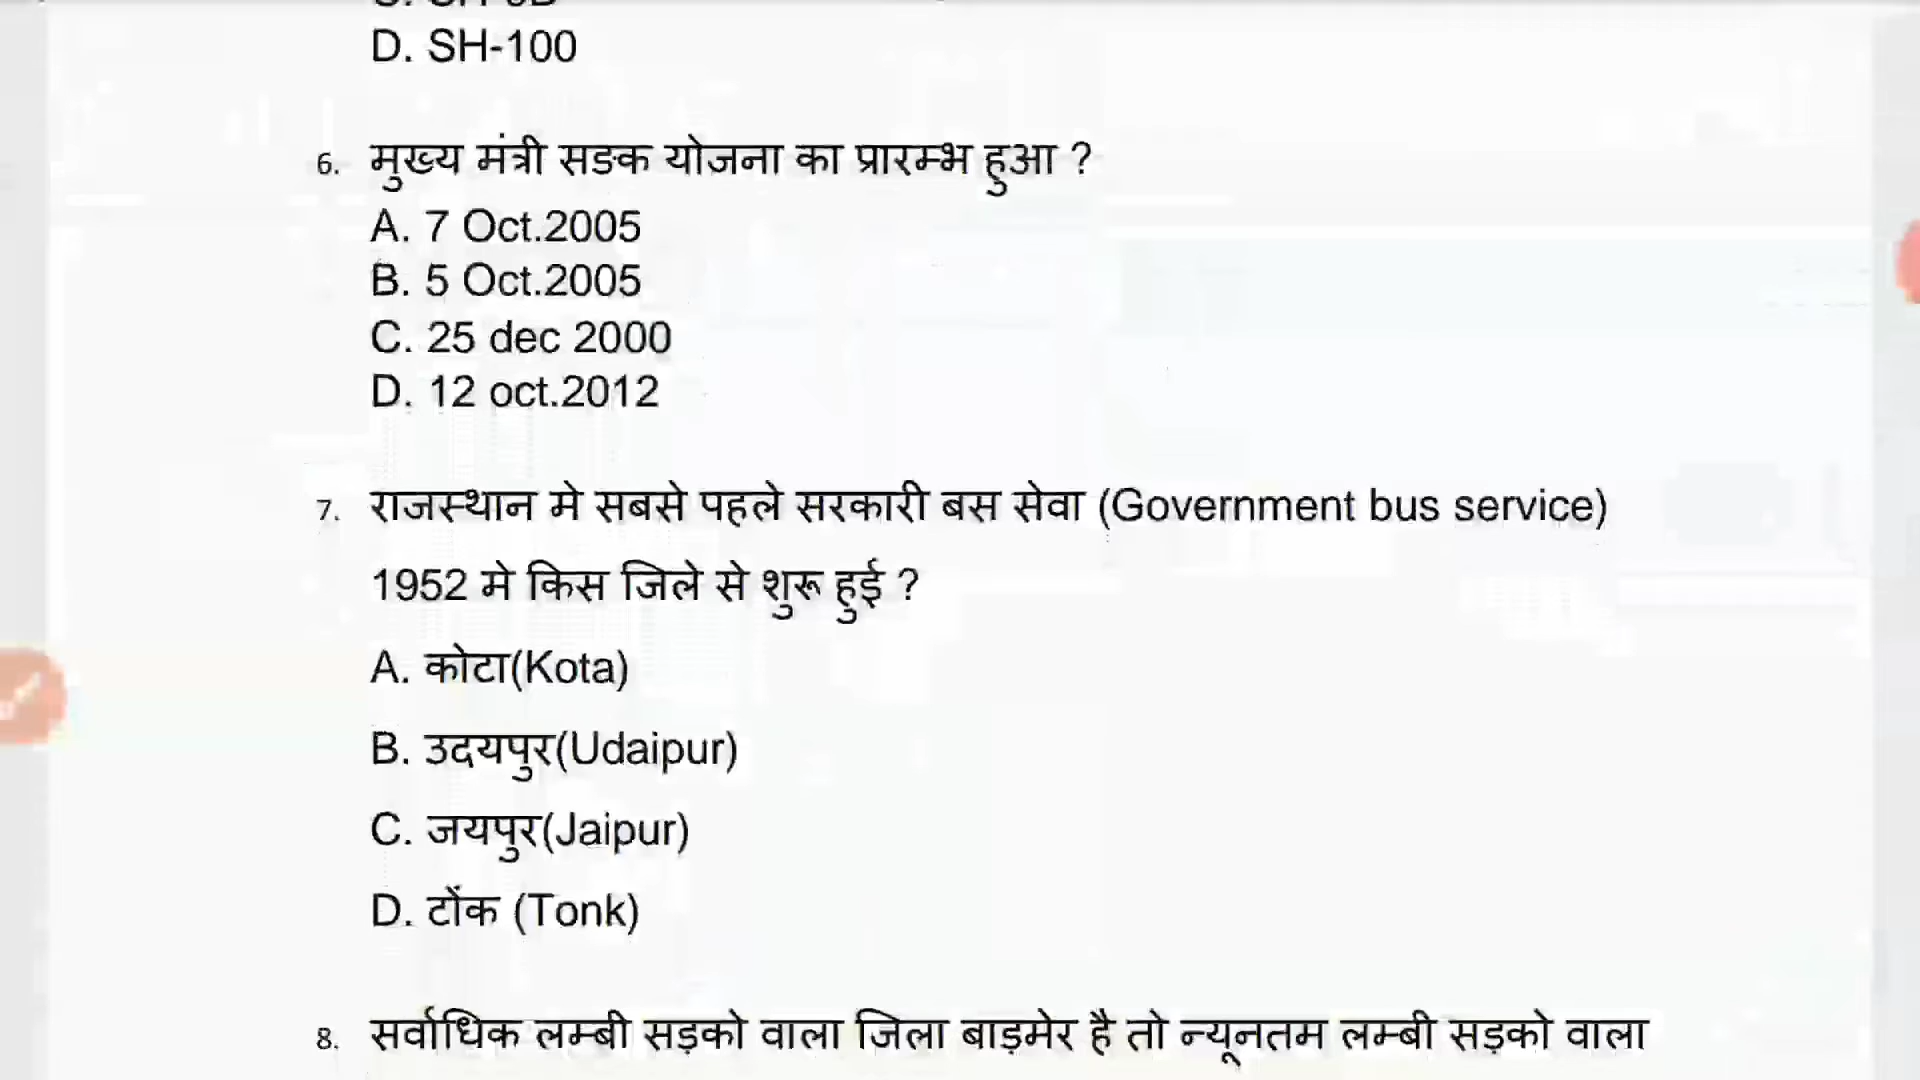 D. SH-100
6. मुख्य मंत्री सडक योजना का प्रारम्भ हुआ ?
A. 7 Oct.2005
B. 5 Oct.2005
C. 25 dec 2000
D. 12 oct.2012
7. राजस्थान मे सबसे पहले सरकारी बस सेवा (Government bus service)
1952 मे किस जिले से शुरू हुई ?
A. कोटा(Kota)
B. उदयपुर(Udaipur)
C. जयपुर(Jaipur)
D. टोंक (Tonk)
8. सर्वाधिक लम्बी सड़को वाला जिला बाड़मेर है तो न्यूनतम लम्बी सड़को वाला